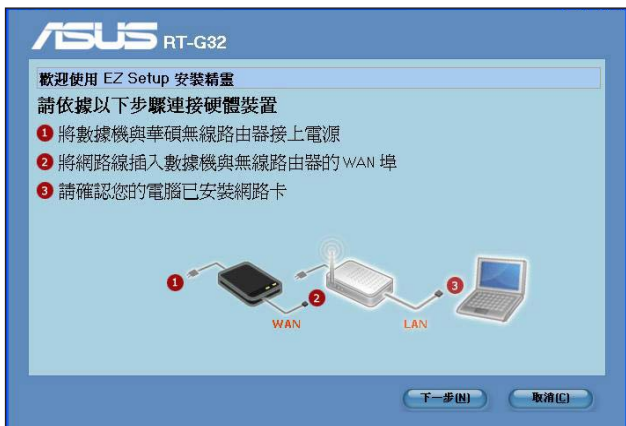 ASUS RT-G32
歡迎使用 EZ Setup 安裝精靈
請依據以下步驟連接硬體裝置
1 將數據機與華碩無線路由器接上電源
2 將網路線插入數據機與無線路由器的 WAN 埠
3 請確認您的電腦已安裝網路卡
1
2
3
WAN
LAN
下一步(N)
取消(C)